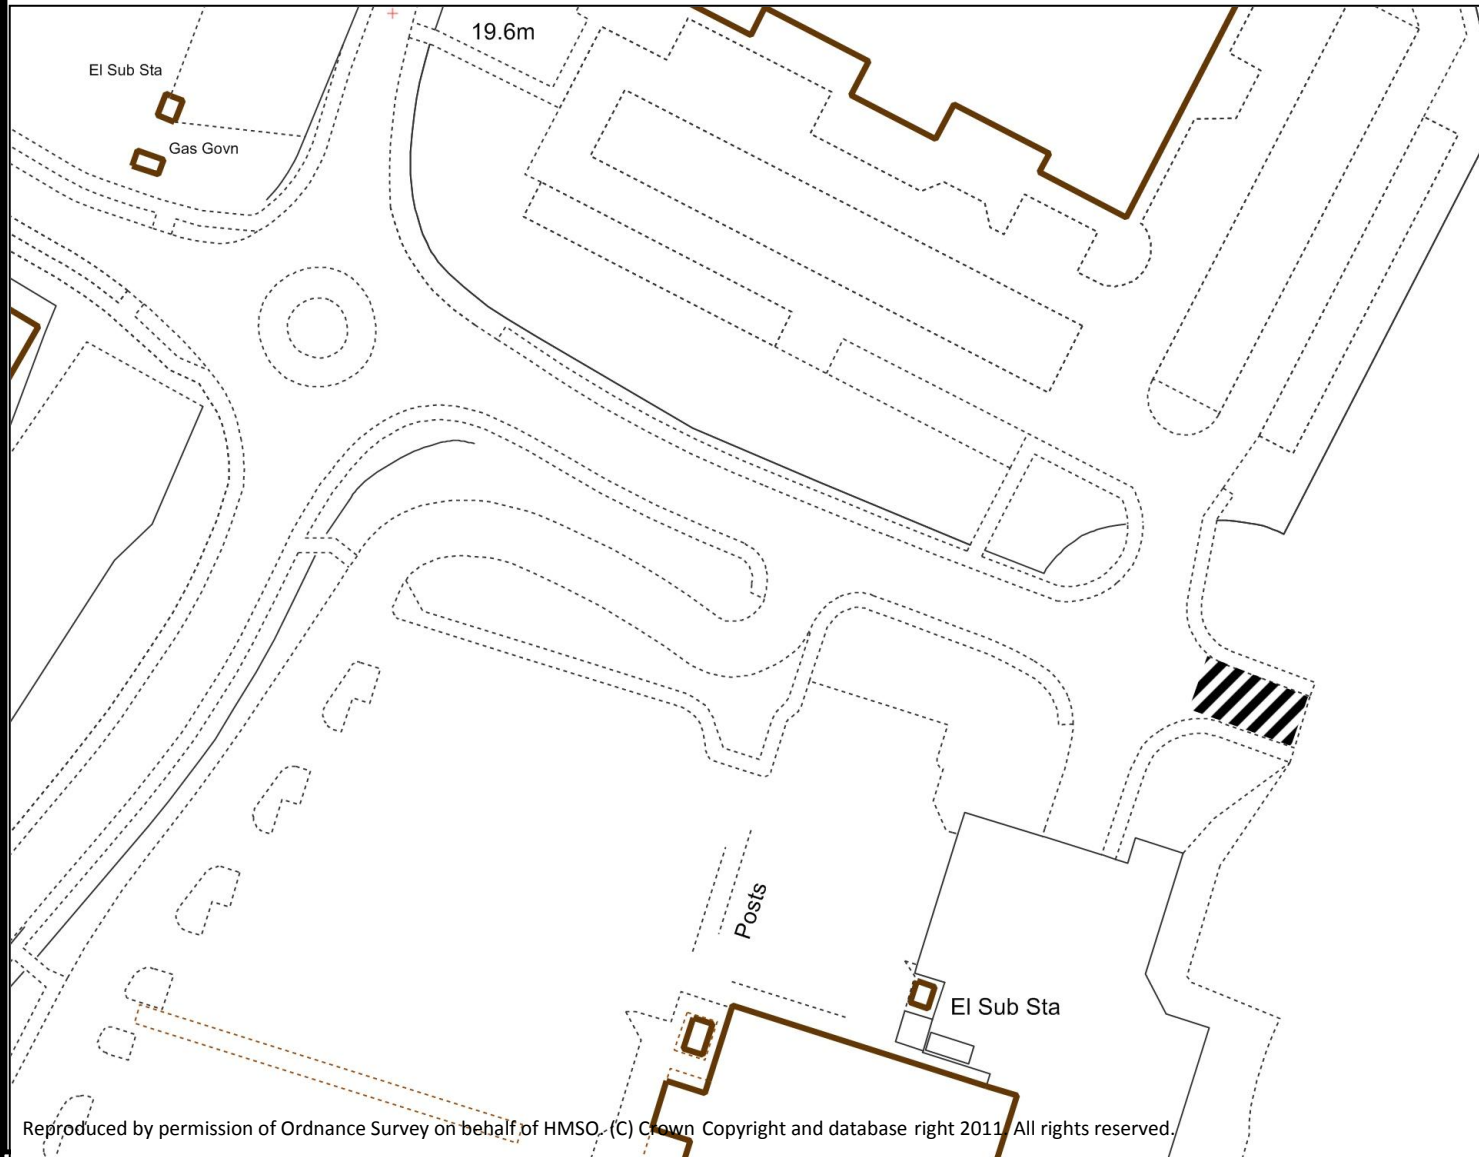 19.6m
El Sub Sta
Gas Govn
Posts
El Sub Sta
Reproduced by permission of Ordnance Survey on behalf of HMSO. (C) Crown Copyright and database right 2011. All rights reserved.